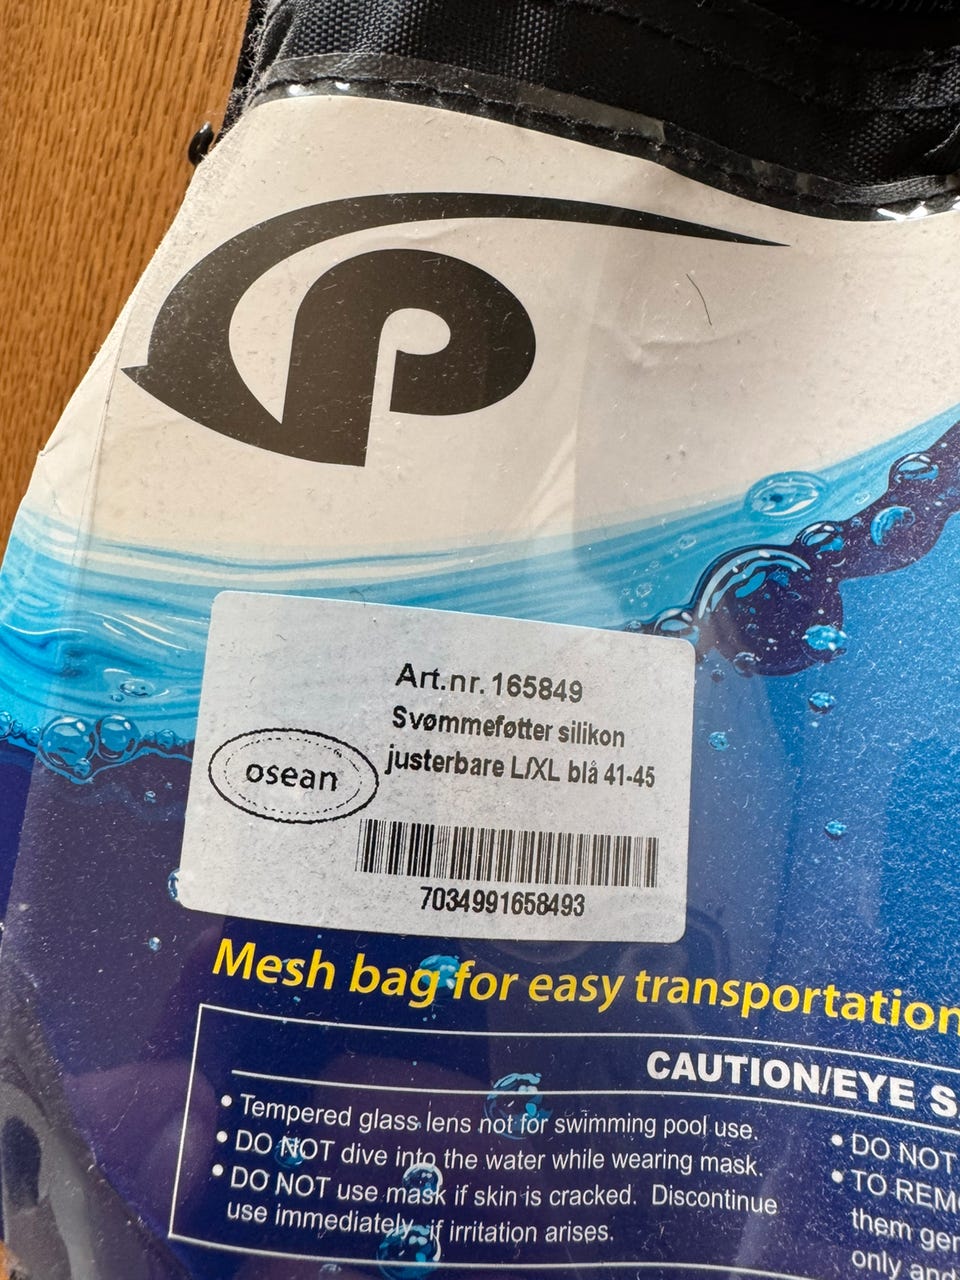 Art.nr. 165849
Svømmeføtter silikon
justerbare L/XL blå 41-45
osean
7034991658493
Mesh bag for easy transportation
CAUTION/EYE S
• Tempered glass lens not for swimming pool use.
• DO NOT dive into the water while wearing mask.
• DO NOT use mask if skin is cracked. Discontinue
use immediately if irritation arises.
• DO NOT
• TO REM
them ger
only and